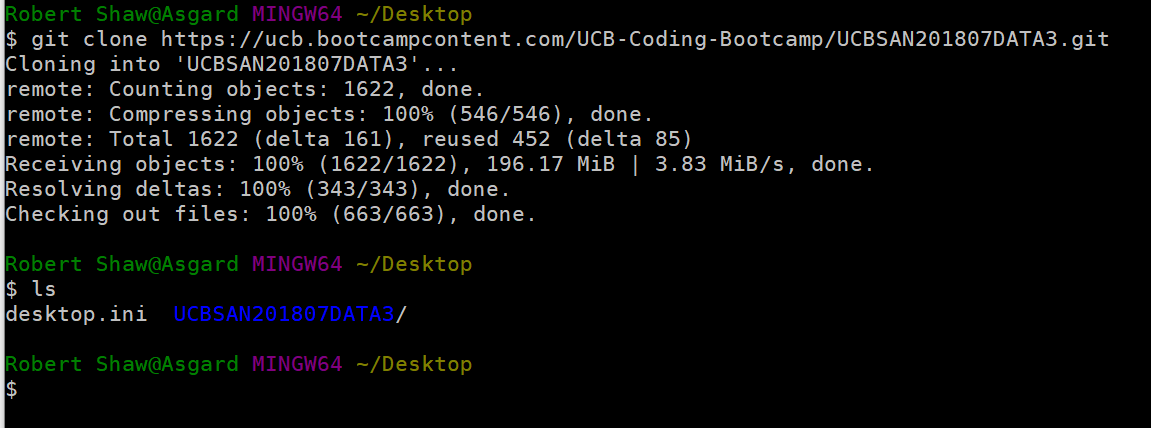 Robert Shaw@Asgard MINGW64 ~/Desktop
$ git clone https://ucb.bootcampcontent.com/UCB-Coding-Bootcamp/UCBSAN201807DATA3.git
Cloning into 'UCBSAN201807DATA3'...
remote: Counting objects: 1622, done.
remote: Compressing objects: 100% (546/546), done.
remote: Total 1622 (delta 161), reused 452 (delta 85)
Receiving objects: 100% (1622/1622), 196.17 MiB | 3.83 MiB/s, done.
Resolving deltas: 100% (343/343), done.
Checking out files: 100% (663/663), done.
Robert Shaw@Asgard MINGW64 ~/Desktop
$ ls
desktop.ini  UCBSAN201807DATA3/
Robert Shaw@Asgard MINGW64 ~/Desktop
$